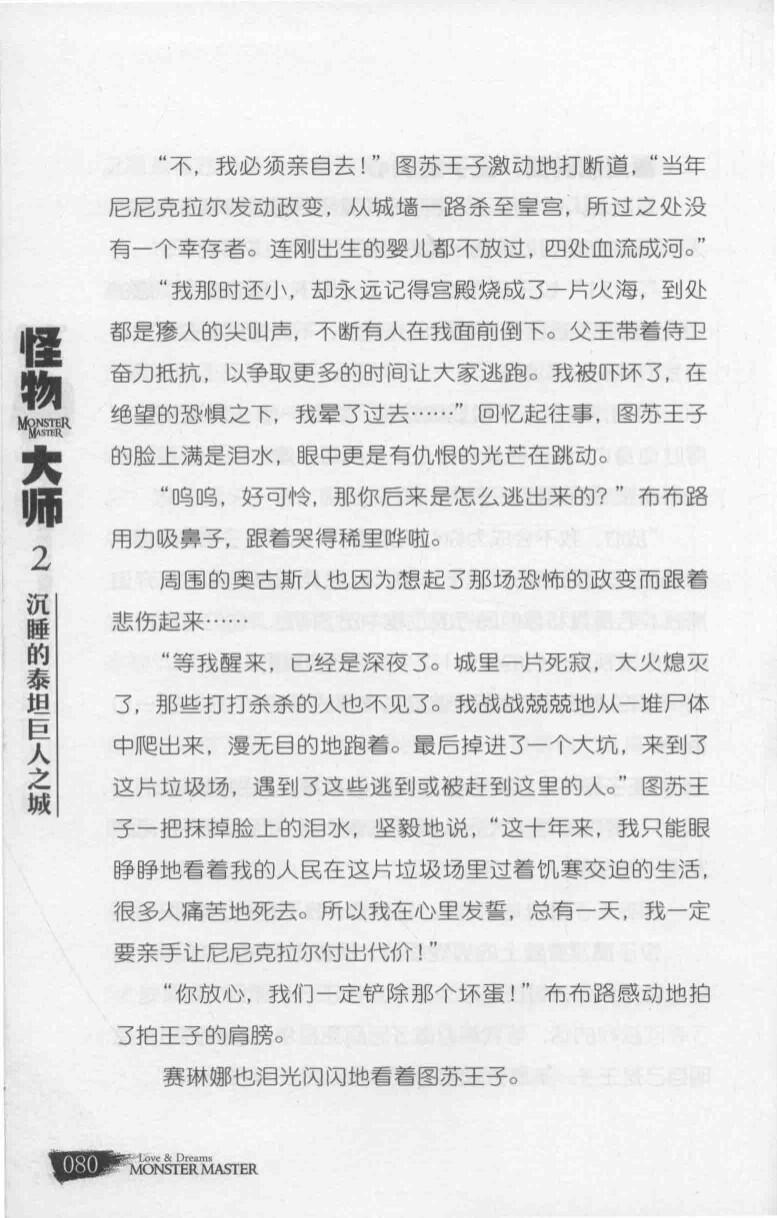 “不，我必须亲自去！”图苏王子激动地打断道，“当年
尼尼克拉尔发动政变，从城墙一路杀至皇宫，所过之处没
有一个幸存者。连刚出生的婴儿都不放过，四处血流成河。”
“我那时还小，却永远记得宫殿烧成了一片火海，到处
都是瘆人的尖叫声，不断有人在我面前倒下。父王带着侍卫
奋力抵抗，以争取更多的时间让大家逃跑。我被吓坏了，在
绝望的恐惧之下，我晕了过去……”回忆起往事，图苏王子
的脸上满是泪水，眼中更是有仇恨的光芒在跳动。
“呜呜，好可怜，那你后来是怎么逃出来的？”布布路
用力吸鼻子，跟着哭得稀里哗啦。
周围的奥古斯人也因为想起了那场恐怖的政变而跟着
悲伤起来……
“等我醒来，已经是深夜了。城里一片死寂，大火熄灭
了，那些打打杀杀的人也不见了。我战战兢兢地从一堆尸体
中爬出来，漫无目的地跑着。最后掉进了一个大坑，来到了
这片垃圾场，遇到了这些逃到或被赶到这里的人。”图苏王
子一把抹掉脸上的泪水，坚毅地说，“这十年来，我只能眼
睁睁地看着我的人民在这片垃圾场里过着饥寒交迫的生活，
很多人痛苦地死去。所以我在心里发誓，总有一天，我一定
要亲手让尼尼克拉尔付出代价！”
“你放心，我们一定铲除那个坏蛋！”布布路感动地拍
了拍王子的肩膀。
赛琳娜也泪光闪闪地看着图苏王子。
怪物
MONSTER
MASTER
大师
2
沉睡的泰坦巨人之城
080
Love & Dreams
MONSTER MASTER